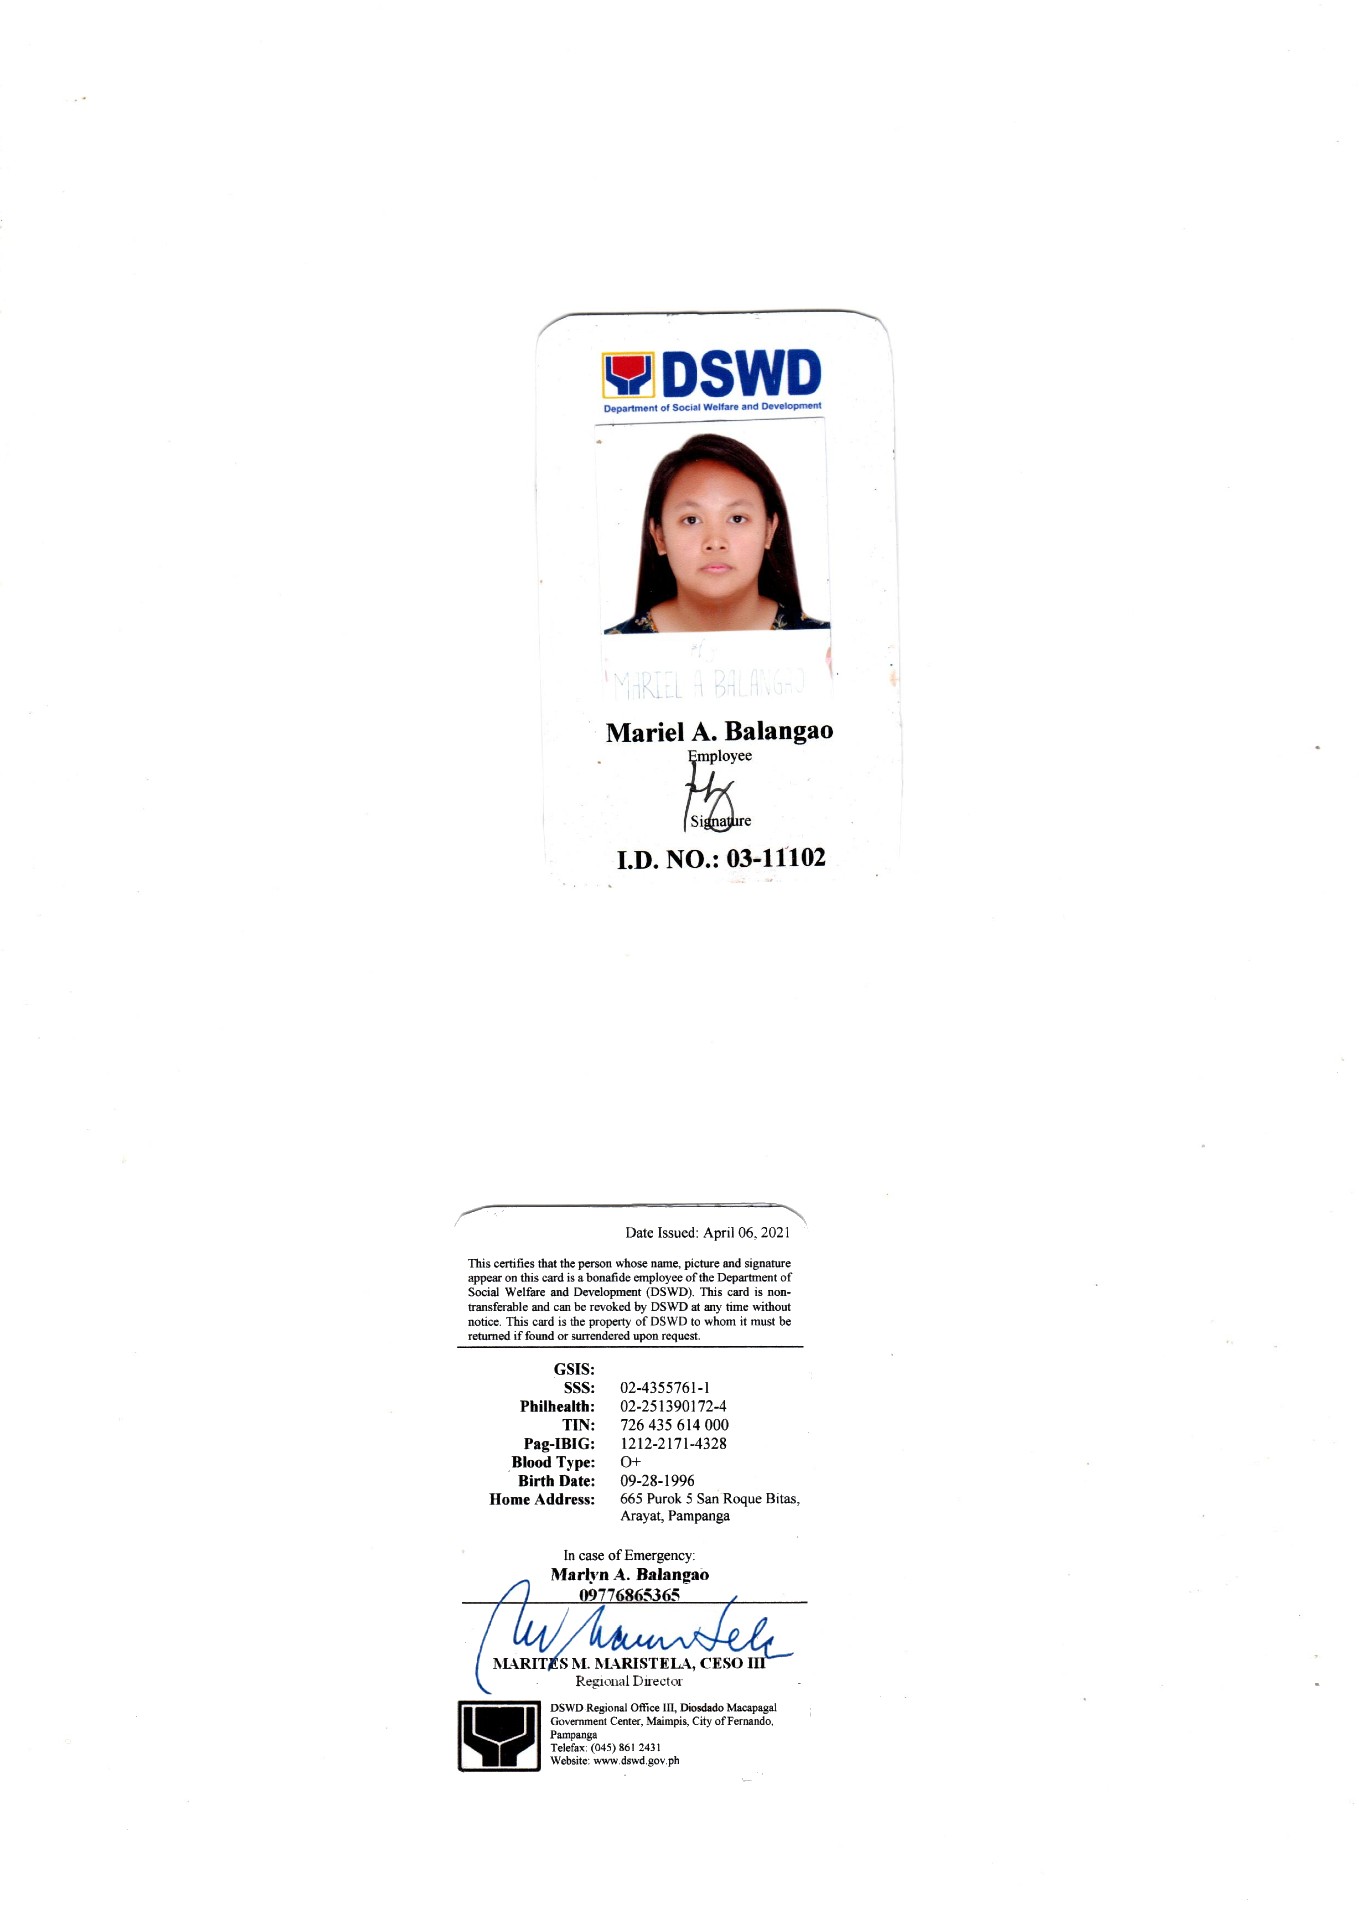 DSWD
Department of Social Welfare and Development
MARIEL A BALANGAO
Mariel A. Balangao
Employee
Signature
I.D. NO.: 03-11102
Date Issued: April 06, 2021
This certifies that the person whose name, picture and signature
appear on this card is a bonafide employee of the Department of
Social Welfare and Development (DSWD). This card is non-
transferable and can be revoked by DSWD at any time without
notice. This card is the property of DSWD to whom it must be
returned if found or surrendered upon request.
GSIS:
SSS: 02-4355761-1
Philhealth: 02-251390172-4
TIN: 726 435 614 000
Pag-IBIG: 1212-2171-4328
Blood Type: O+
Birth Date: 09-28-1996
Home Address: 665 Purok 5 San Roque Bitas,
Arayat, Pampanga
In case of Emergency:
Marlyn A. Balangao
09776865365
MARITES M. MARISTELA, CESO III
Regional Director
DSWD Regional Office III, Diosdado Macapagal
Government Center, Maimpis, City of Fernando,
Pampanga
Telefax: (045) 861 2431
Website: www.dswd.gov.ph